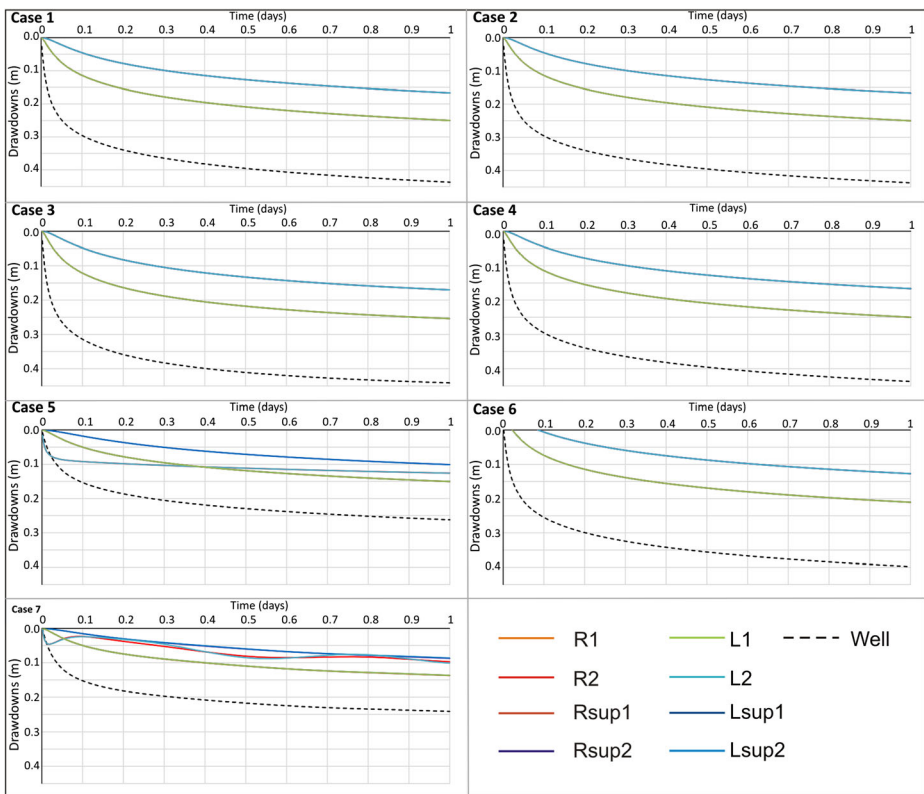 Case 1
Time (days)
0 0.1 0.2 0.3 0.4 0.5 0.6 0.7 0.8 0.9 1
Drawdowns (m)
0.0
0.1
0.2
0.3
0.4
Case 2
Time (days)
0 0.1 0.2 0.3 0.4 0.5 0.6 0.7 0.8 0.9 1
Drawdowns (m)
0.0
0.1
0.2
0.3
0.4
Case 3
Time (days)
0 0.1 0.2 0.3 0.4 0.5 0.6 0.7 0.8 0.9 1
Drawdowns (m)
0.0
0.1
0.2
0.3
0.4
Case 4
Time (days)
0 0.1 0.2 0.3 0.4 0.5 0.6 0.7 0.8 0.9 1
Drawdowns (m)
0.0
0.1
0.2
0.3
0.4
Case 5
Time (days)
0 0.1 0.2 0.3 0.4 0.5 0.6 0.7 0.8 0.9 1
Drawdowns (m)
0.0
0.1
0.2
0.3
0.4
Case 6
Time (days)
0 0.1 0.2 0.3 0.4 0.5 0.6 0.7 0.8 0.9 1
Drawdowns (m)
0.0
0.1
0.2
0.3
0.4
Case 7
Time (days)
0 0.1 0.2 0.3 0.4 0.5 0.6 0.7 0.8 0.9 1
Drawdowns (m)
0.0
0.1
0.2
0.3
0.4
R1 L1 Well
R2 L2
Rsup1 Lsup1
Rsup2 Lsup2